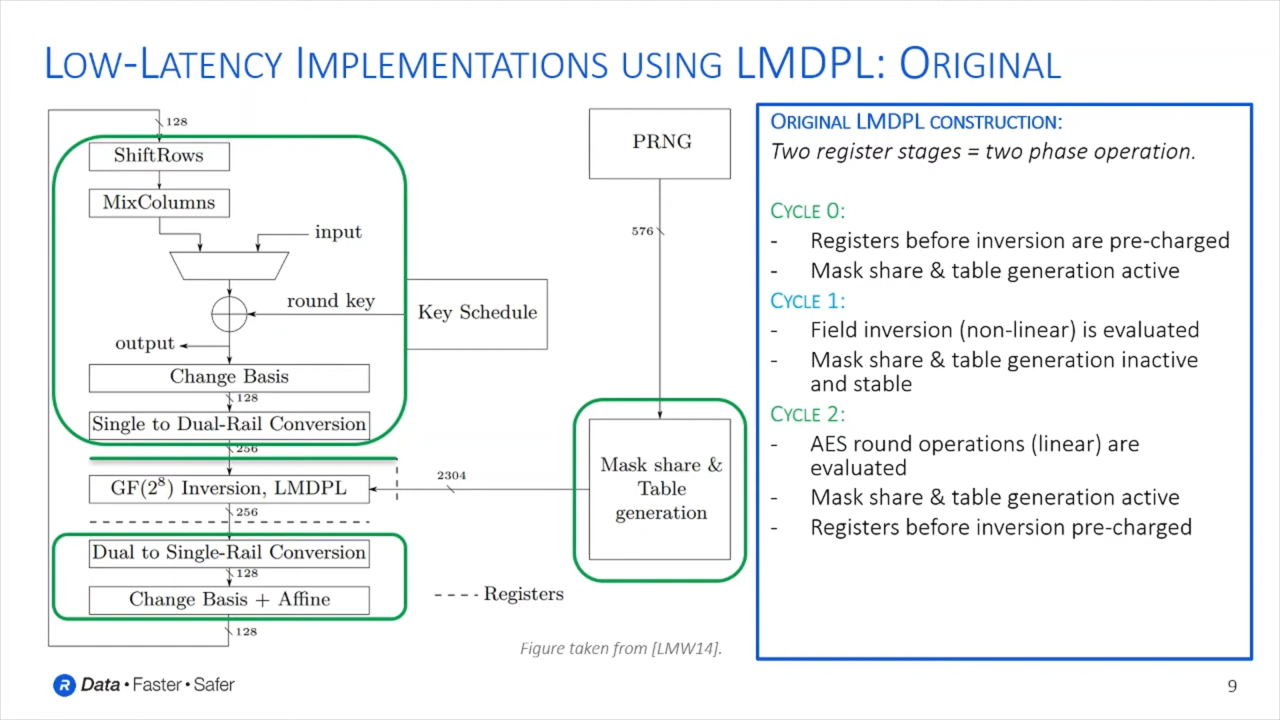 LOW-LATENCY IMPLEMENTATIONS USING LMDPL: ORIGINAL
128
ShiftRows
MixColumns
input
round key
Key Schedule
output
Change Basis
128
Single to Dual-Rail Conversion
256
GF(2⁸) Inversion, LMDPL
256
Dual to Single-Rail Conversion
128
Change Basis + Affine
128
PRNG
576
2304
Mask share &
Table
generation
---- Registers
Figure taken from [LMW14].
ORIGINAL LMDPL CONSTRUCTION:
Two register stages = two phase operation.
CYCLE 0:
- Registers before inversion are pre-charged
- Mask share & table generation active
CYCLE 1:
- Field inversion (non-linear) is evaluated
- Mask share & table generation inactive
and stable
CYCLE 2:
- AES round operations (linear) are
evaluated
- Mask share & table generation active
- Registers before inversion pre-charged
R Data • Faster • Safer
9